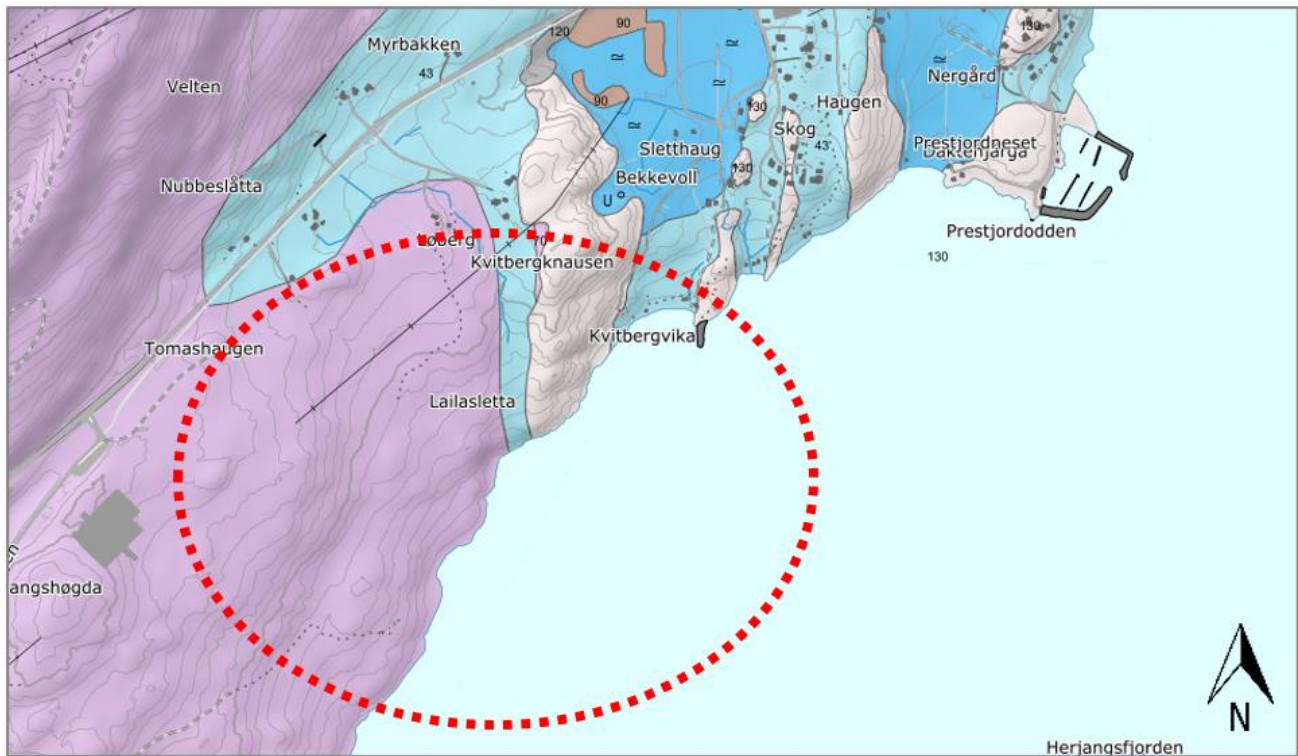 90
130
120
Myrbakken
43
Nergård
Velten
90
130
Haugen
Skog
43
Sletthaug
Prestjordneset
Nubbeslåtta
Bekkevoll
130
U
Prestjordodden
Løberg
70
Kvitbergknausen
130
Kvitbergvika
Tomashaugen
Lailasletta
angshøgda
N
Herjangsfjorden